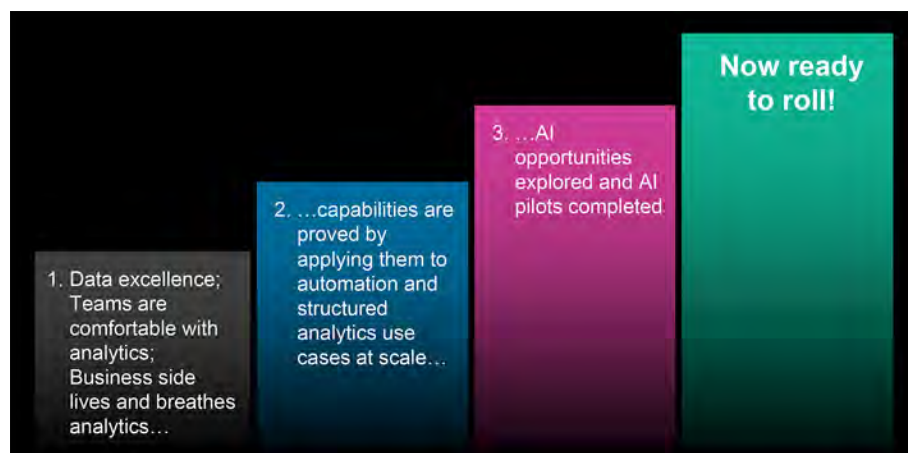 1. Data excellence;
Teams are
comfortable with
analytics;
Business side
lives and breathes
analytics…
2. …capabilities are
proved by
applying them to
automation and
structured
analytics use
cases at scale…
3. …AI
opportunities
explored and AI
pilots completed
Now ready
to roll!